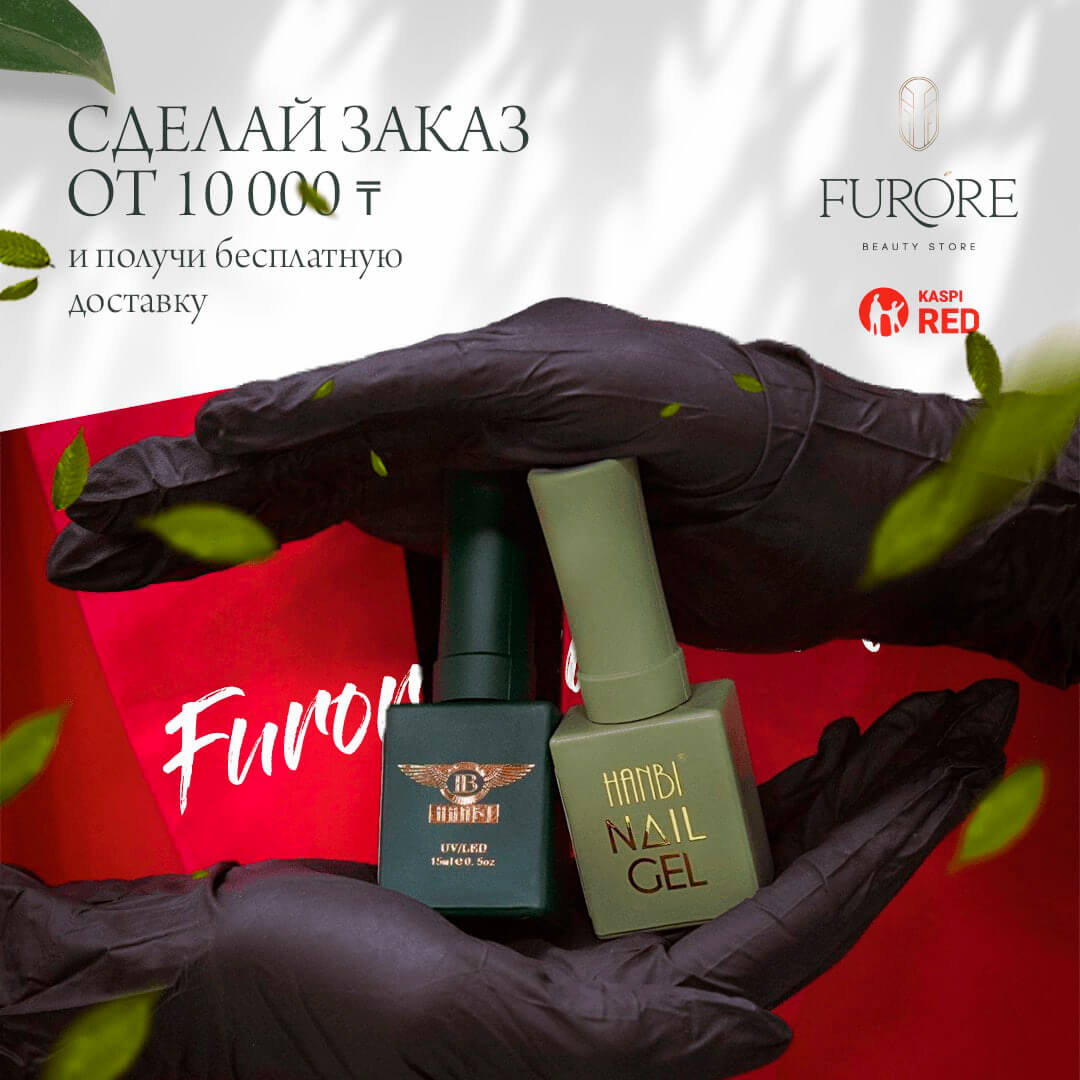 СДЕЛАЙ ЗАКАЗ
ОТ 10 000 ₸
и получи бесплатную
доставку
FURORE
BEAUTY STORE
KASPI
RED
Furor
UV/LED
15ml e 0.5oz
HANBI
NAIL
GEL